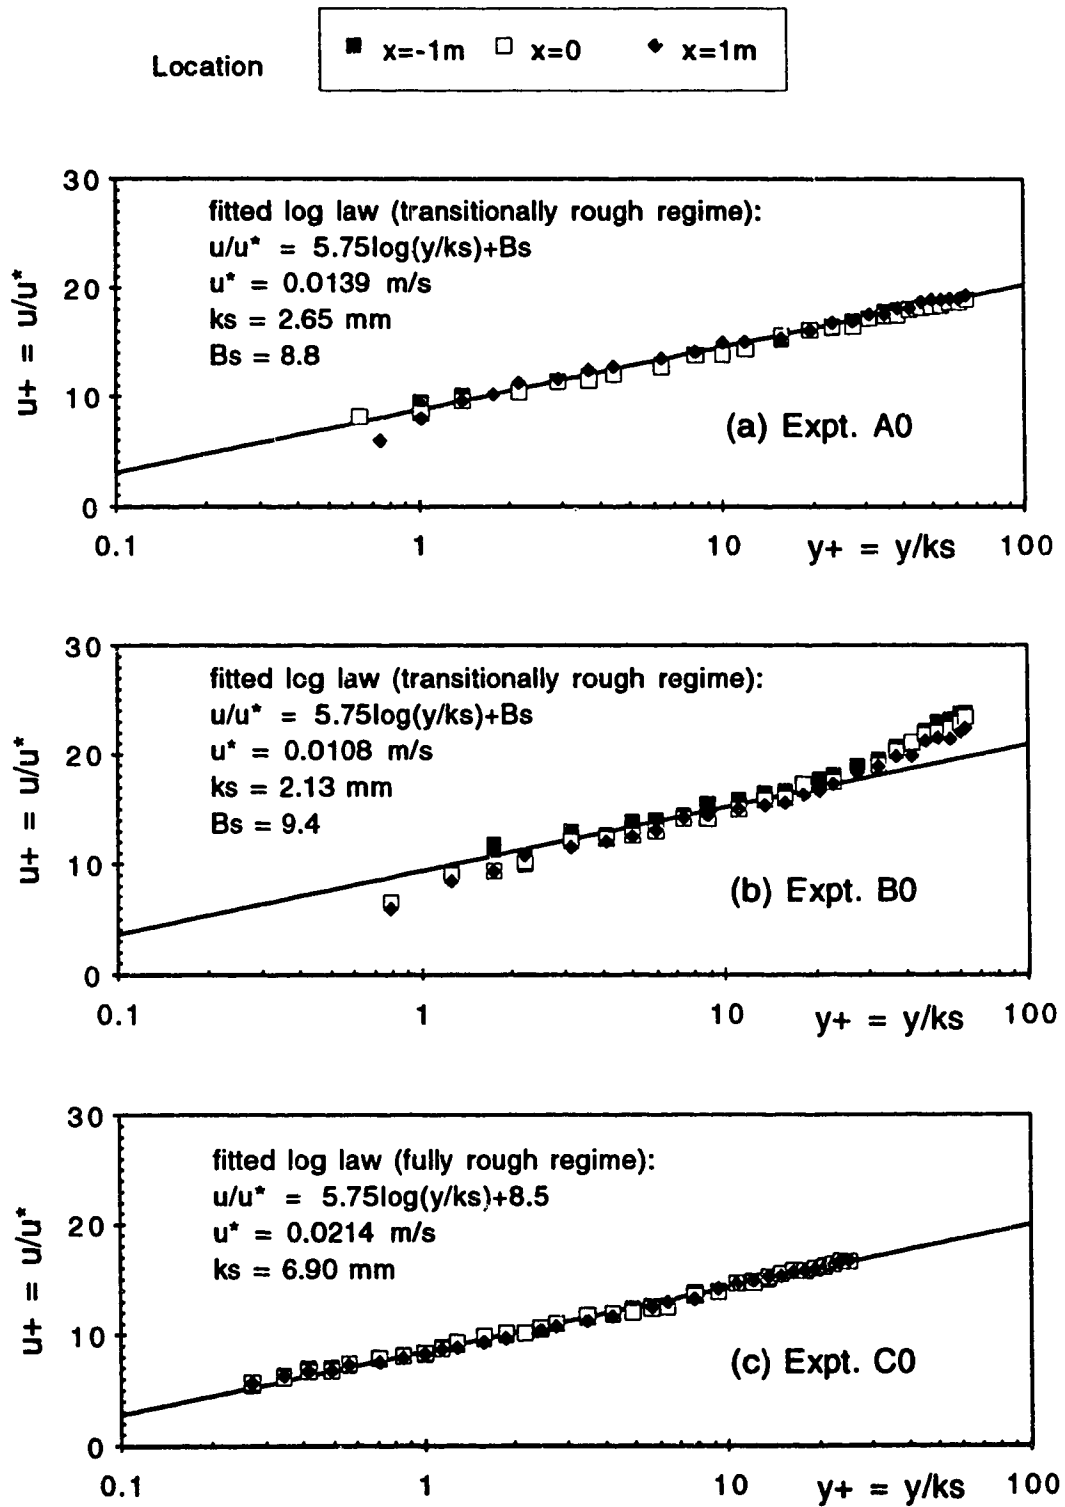 Location x=-1m x=0 x=1m
30
fitted log law (transitionally rough regime):
u/u* = 5.75log(y/ks)+Bs
u* = 0.0139 m/s
ks = 2.65 mm
Bs = 8.8
20
10
0
u+ = u/u*
(a) Expt. A0
0.1 1 10 y+ = y/ks 100
30
fitted log law (transitionally rough regime):
u/u* = 5.75log(y/ks)+Bs
u* = 0.0108 m/s
ks = 2.13 mm
Bs = 9.4
20
10
0
u+ = u/u*
(b) Expt. B0
0.1 1 10 y+ = y/ks 100
30
fitted log law (fully rough regime):
u/u* = 5.75log(y/ks)+8.5
u* = 0.0214 m/s
ks = 6.90 mm
20
10
0
u+ = u/u*
(c) Expt. C0
0.1 1 10 y+ = y/ks 100